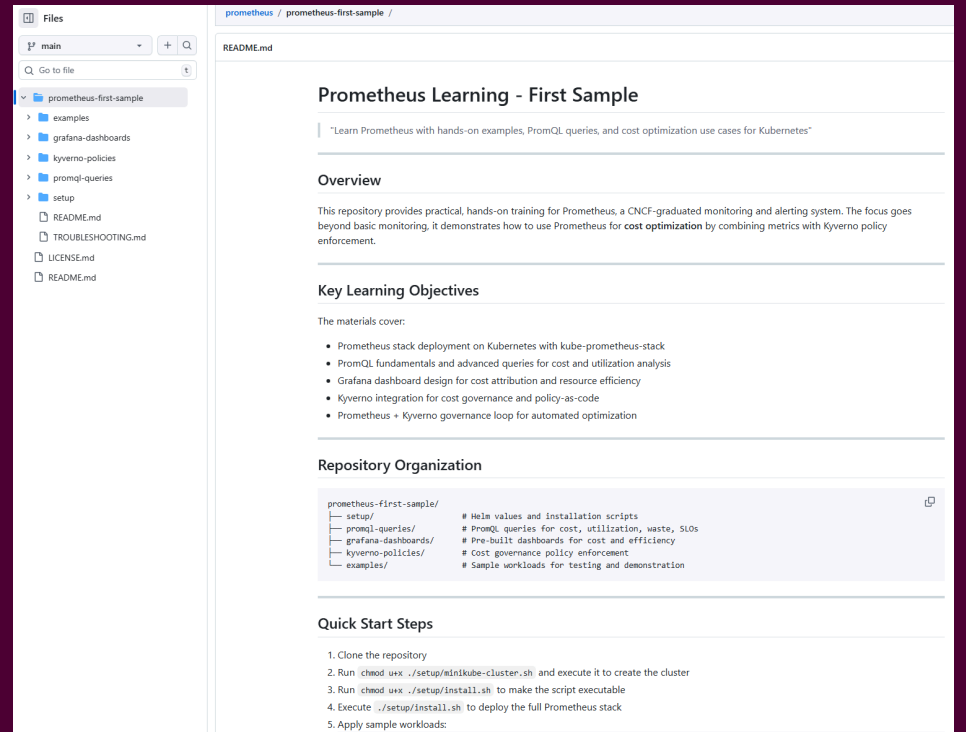 Files
main
Go to file
t
prometheus-first-sample
examples
grafana-dashboards
kyverno-policies
promql-queries
setup
README.md
TROUBLESHOOTING.md
LICENSE.md
README.md
prometheus / prometheus-first-sample /
README.md
Prometheus Learning - First Sample
"Learn Prometheus with hands-on examples, PromQL queries, and cost optimization use cases for Kubernetes"
Overview
This repository provides practical, hands-on training for Prometheus, a CNCF-graduated monitoring and alerting system. The focus goes
beyond basic monitoring, it demonstrates how to use Prometheus for cost optimization by combining metrics with Kyverno policy
enforcement.
Key Learning Objectives
The materials cover:
• Prometheus stack deployment on Kubernetes with kube-prometheus-stack
• PromQL fundamentals and advanced queries for cost and utilization analysis
• Grafana dashboard design for cost attribution and resource efficiency
• Kyverno integration for cost governance and policy-as-code
• Prometheus + Kyverno governance loop for automated optimization
Repository Organization
prometheus-first-sample/
├── setup/ # Helm values and installation scripts
├── promql-queries/ # PromQL queries for cost, utilization, waste, SLOs
├── grafana-dashboards/ # Pre-built dashboards for cost and efficiency
├── kyverno-policies/ # Cost governance policy enforcement
└── examples/ # Sample workloads for testing and demonstration
Quick Start Steps
1. Clone the repository
2. Run chmod u+x ./setup/minikube-cluster.sh and execute it to create the cluster
3. Run chmod u+x ./setup/install.sh to make the script executable
4. Execute ./setup/install.sh to deploy the full Prometheus stack
5. Apply sample workloads: